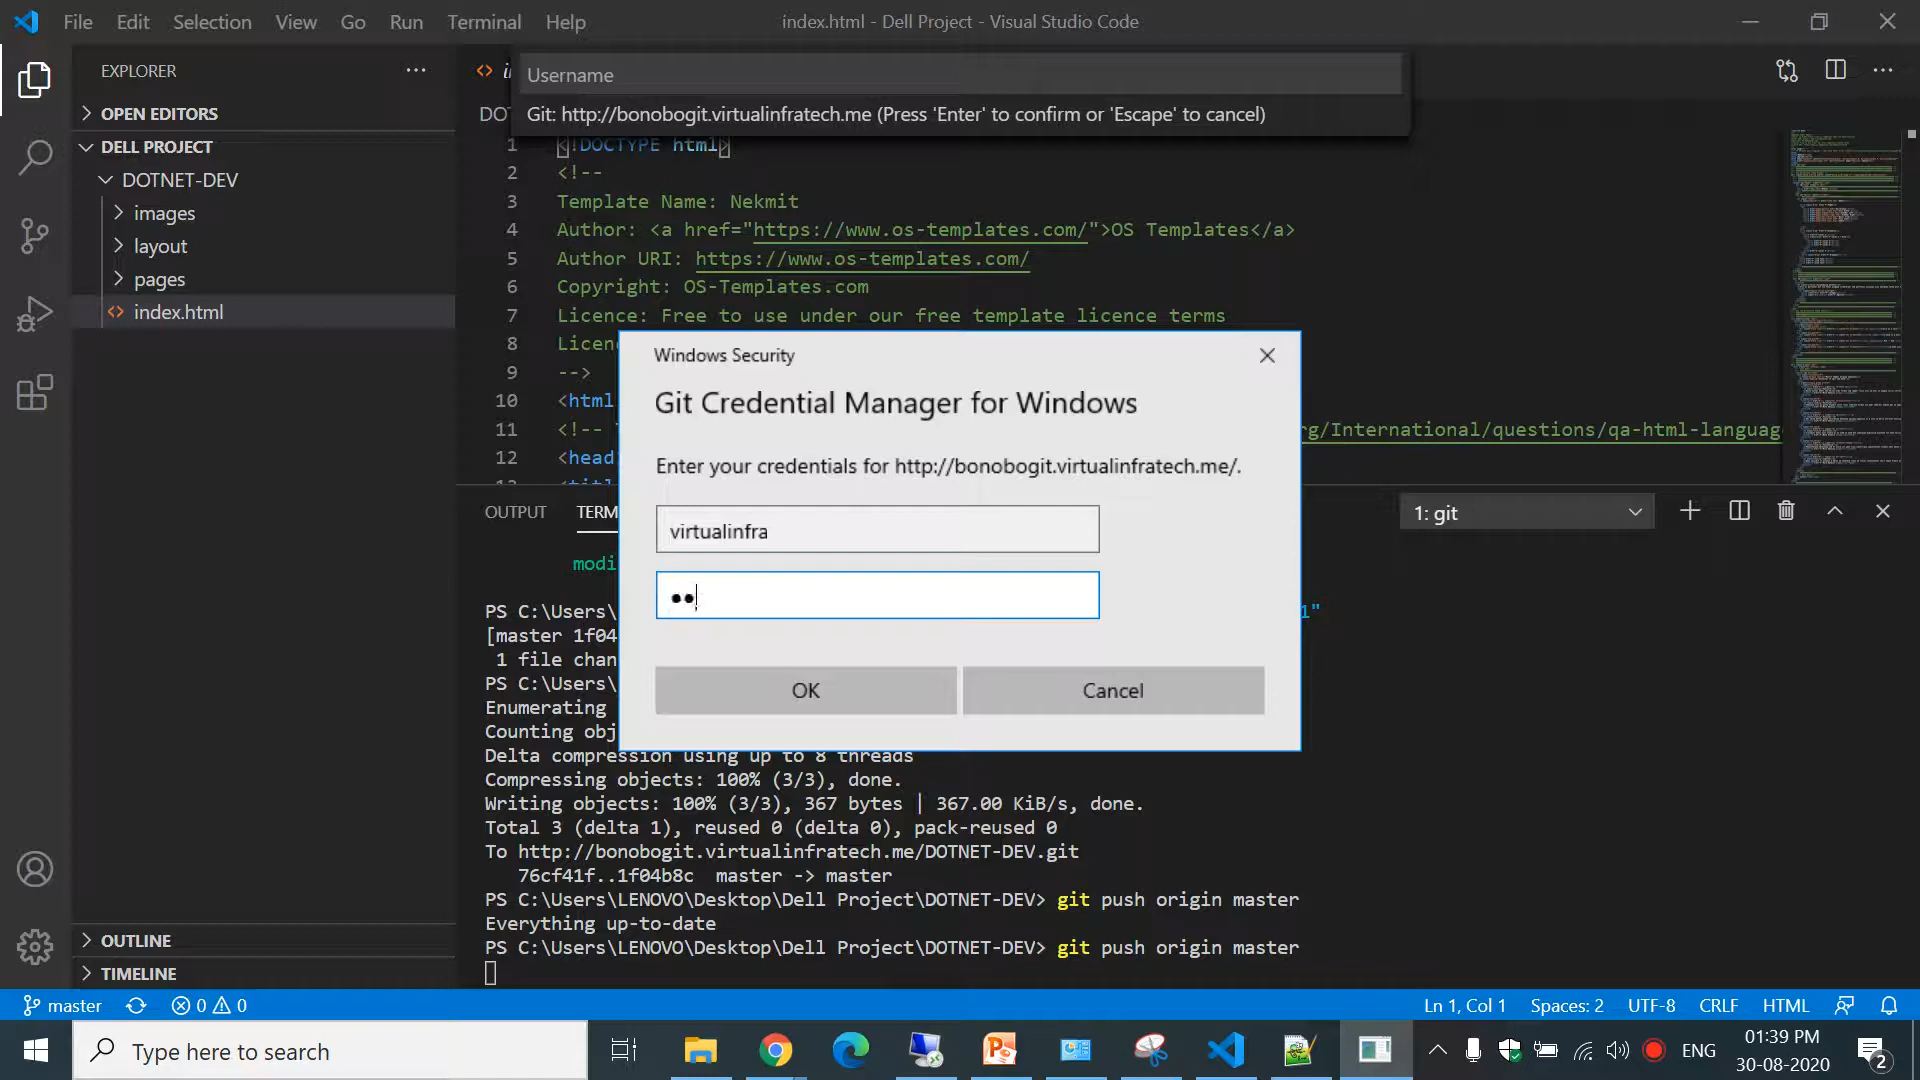 File Edit Selection View Go Run Terminal Help
index.html - Dell Project - Visual Studio Code
EXPLORER
OPEN EDITORS
DELL PROJECT
DOTNET-DEV
images
layout
pages
index.html
OUTLINE
TIMELINE
Username
Git: http://bonobogit.virtualinfratech.me (Press 'Enter' to confirm or 'Escape' to cancel)
1 <!DOCTYPE html>
2 <!--
3 Template Name: Nekmit
4 Author: <a href="https://www.os-templates.com/">OS Templates</a>
5 Author URI: https://www.os-templates.com/
6 Copyright: OS-Templates.com
7 Licence: Free to use under our free template licence terms
8
9 -->
10 <html
11 <!-- rg/International/questions/qa-html-languag
12 <head
Windows Security
Git Credential Manager for Windows
Enter your credentials for http://bonobogit.virtualinfratech.me/.
virtualinfra
••
OK Cancel
OUTPUT
1: git
PS C:\Users\ 1"
[master 1f04
1 file chan
PS C:\Users\
Enumerating
Counting obj
Delta compression using up to 8 threads
Compressing objects: 100% (3/3), done.
Writing objects: 100% (3/3), 367 bytes | 367.00 KiB/s, done.
Total 3 (delta 1), reused 0 (delta 0), pack-reused 0
To http://bonobogit.virtualinfratech.me/DOTNET-DEV.git
76cf41f..1f04b8c master -> master
PS C:\Users\LENOVO\Desktop\Dell Project\DOTNET-DEV> git push origin master
Everything up-to-date
PS C:\Users\LENOVO\Desktop\Dell Project\DOTNET-DEV> git push origin master
master 0 0
Ln 1, Col 1 Spaces: 2 UTF-8 CRLF HTML
Type here to search
ENG
01:39 PM
30-08-2020
2